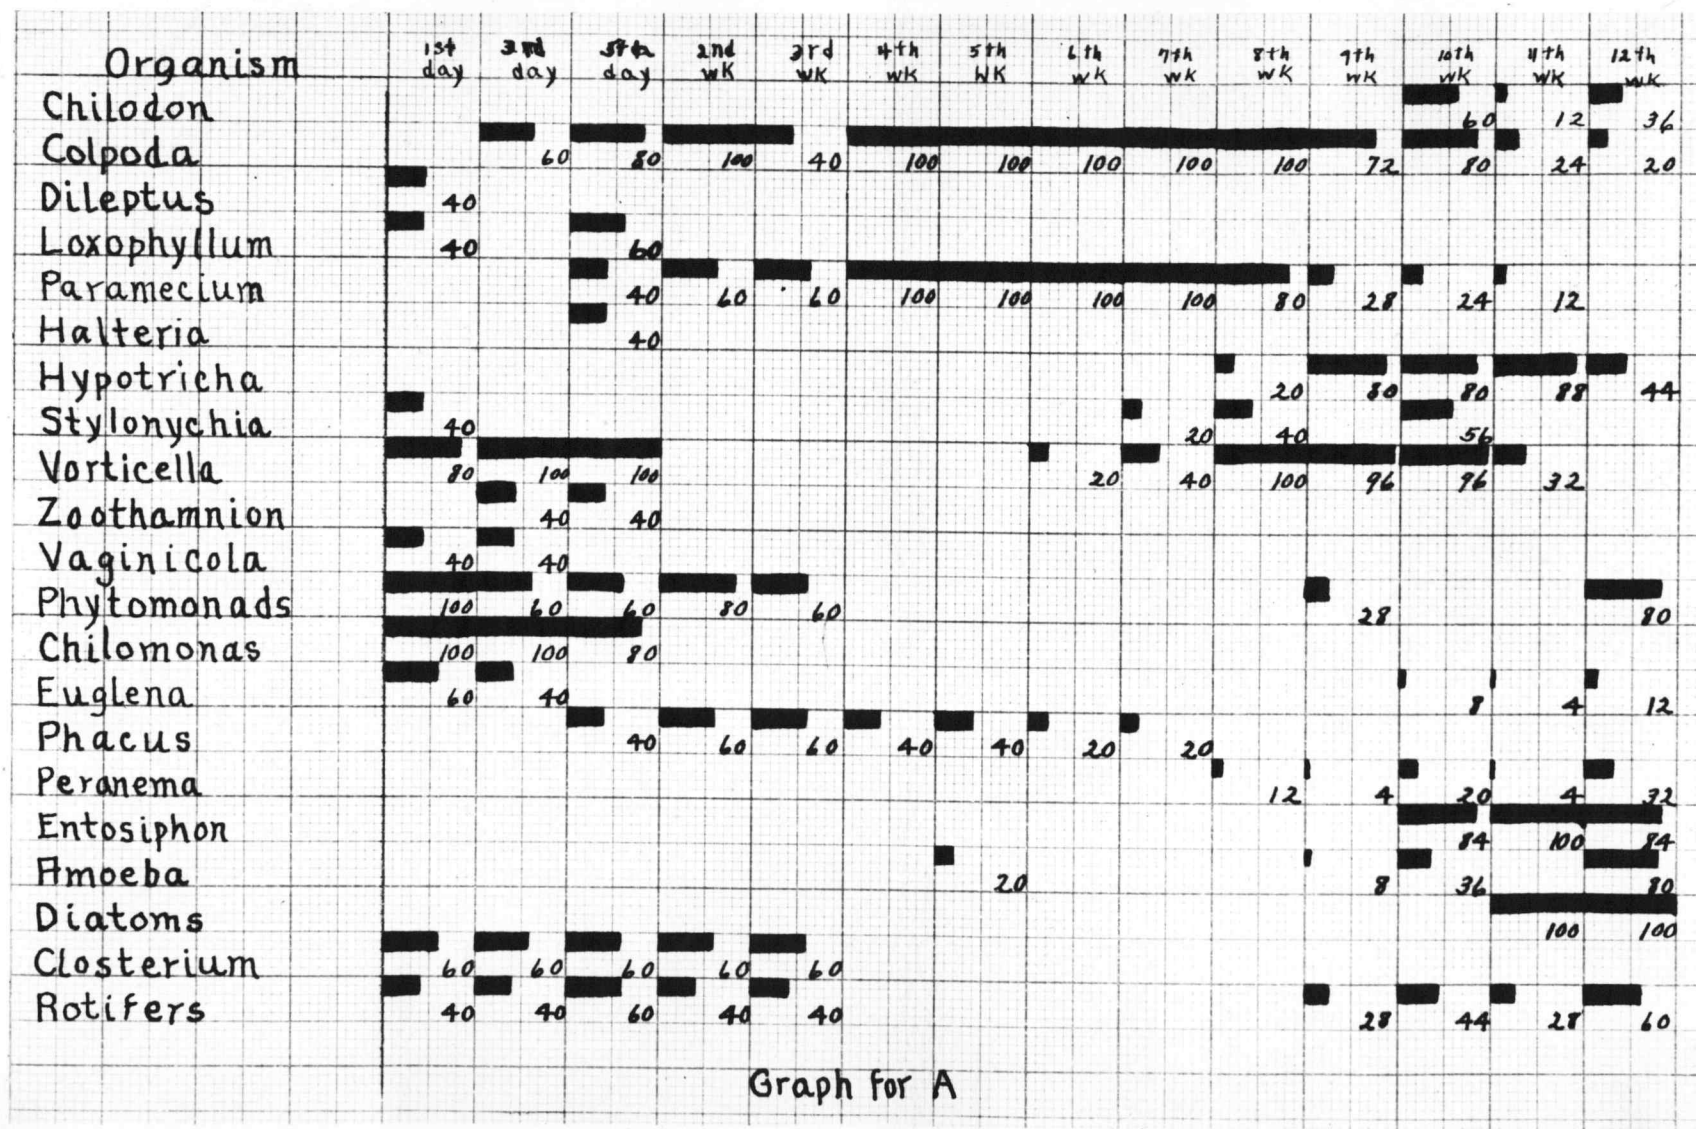 Organism 1st day day 5th day 2nd wk 3rd wk 4th wk 5th wk 6th wk 7th wk 8th wk 9th wk 10th wk 11th wk 12th wk
Chilodon 60 12 36
Colpoda 60 80 100 40 100 100 100 100 100 72 80 24 20
Dileptus 40
Loxophyllum 40 60
Paramecium 40 60 60 100 100 100 100 80 28 24 12
Halteria 40
Hypotricha 20 80 80 88 44
Stylonychia 40 20 40 56
Vorticella 80 100 100 20 40 100 96 96 32
Zoothamnion 40 40
Vaginicola 40 40
Phytomonads 100 60 60 80 60 28 80
Chilomonas 100 100 80
Euglena 60 40 8 4 12
Phacus 40 60 60 40 40 20 20
Peranema 12 4 20 4 32
Entosiphon 84 100 84
Amoeba 20 8 36 80
Diatoms 100 100
Closterium 60 60 60 60 60
Rotifers 40 40 60 40 40 28 44 28 60
Graph for A